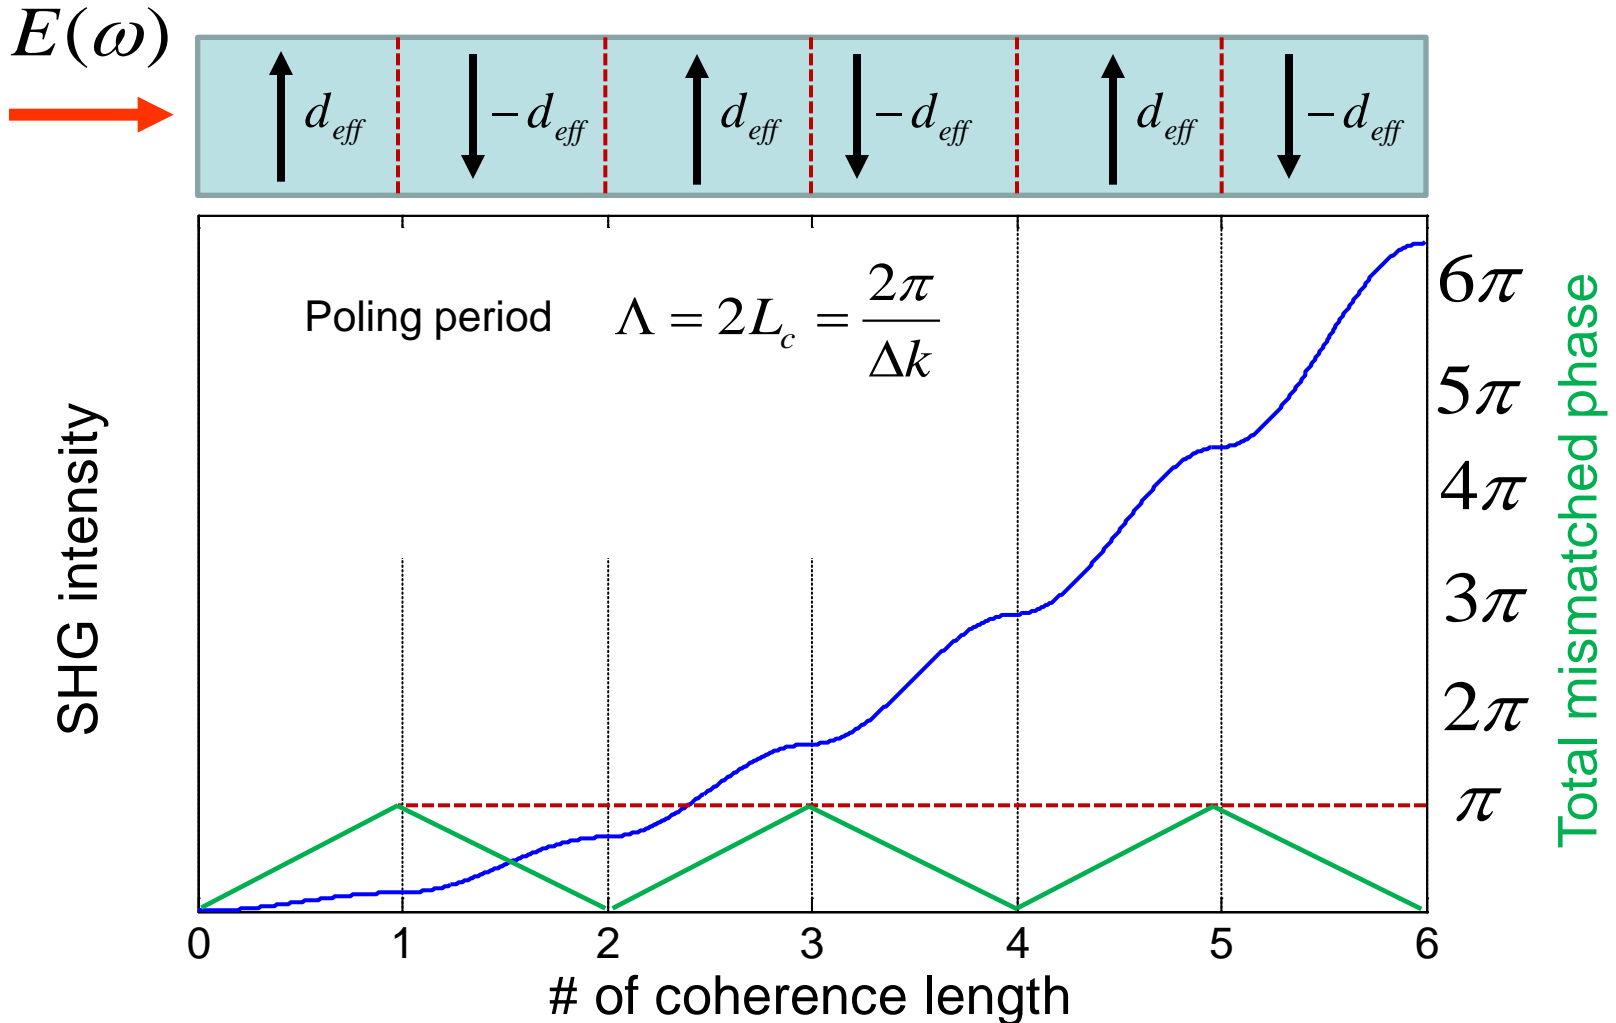 E(ω)
d_eff
− d_eff
d_eff
− d_eff
d_eff
− d_eff
Poling period Λ = 2L_c = 2π/Δk
SHG intensity
6π
5π
4π
3π
2π
π
Total mismatched phase
0 1 2 3 4 5 6
# of coherence length